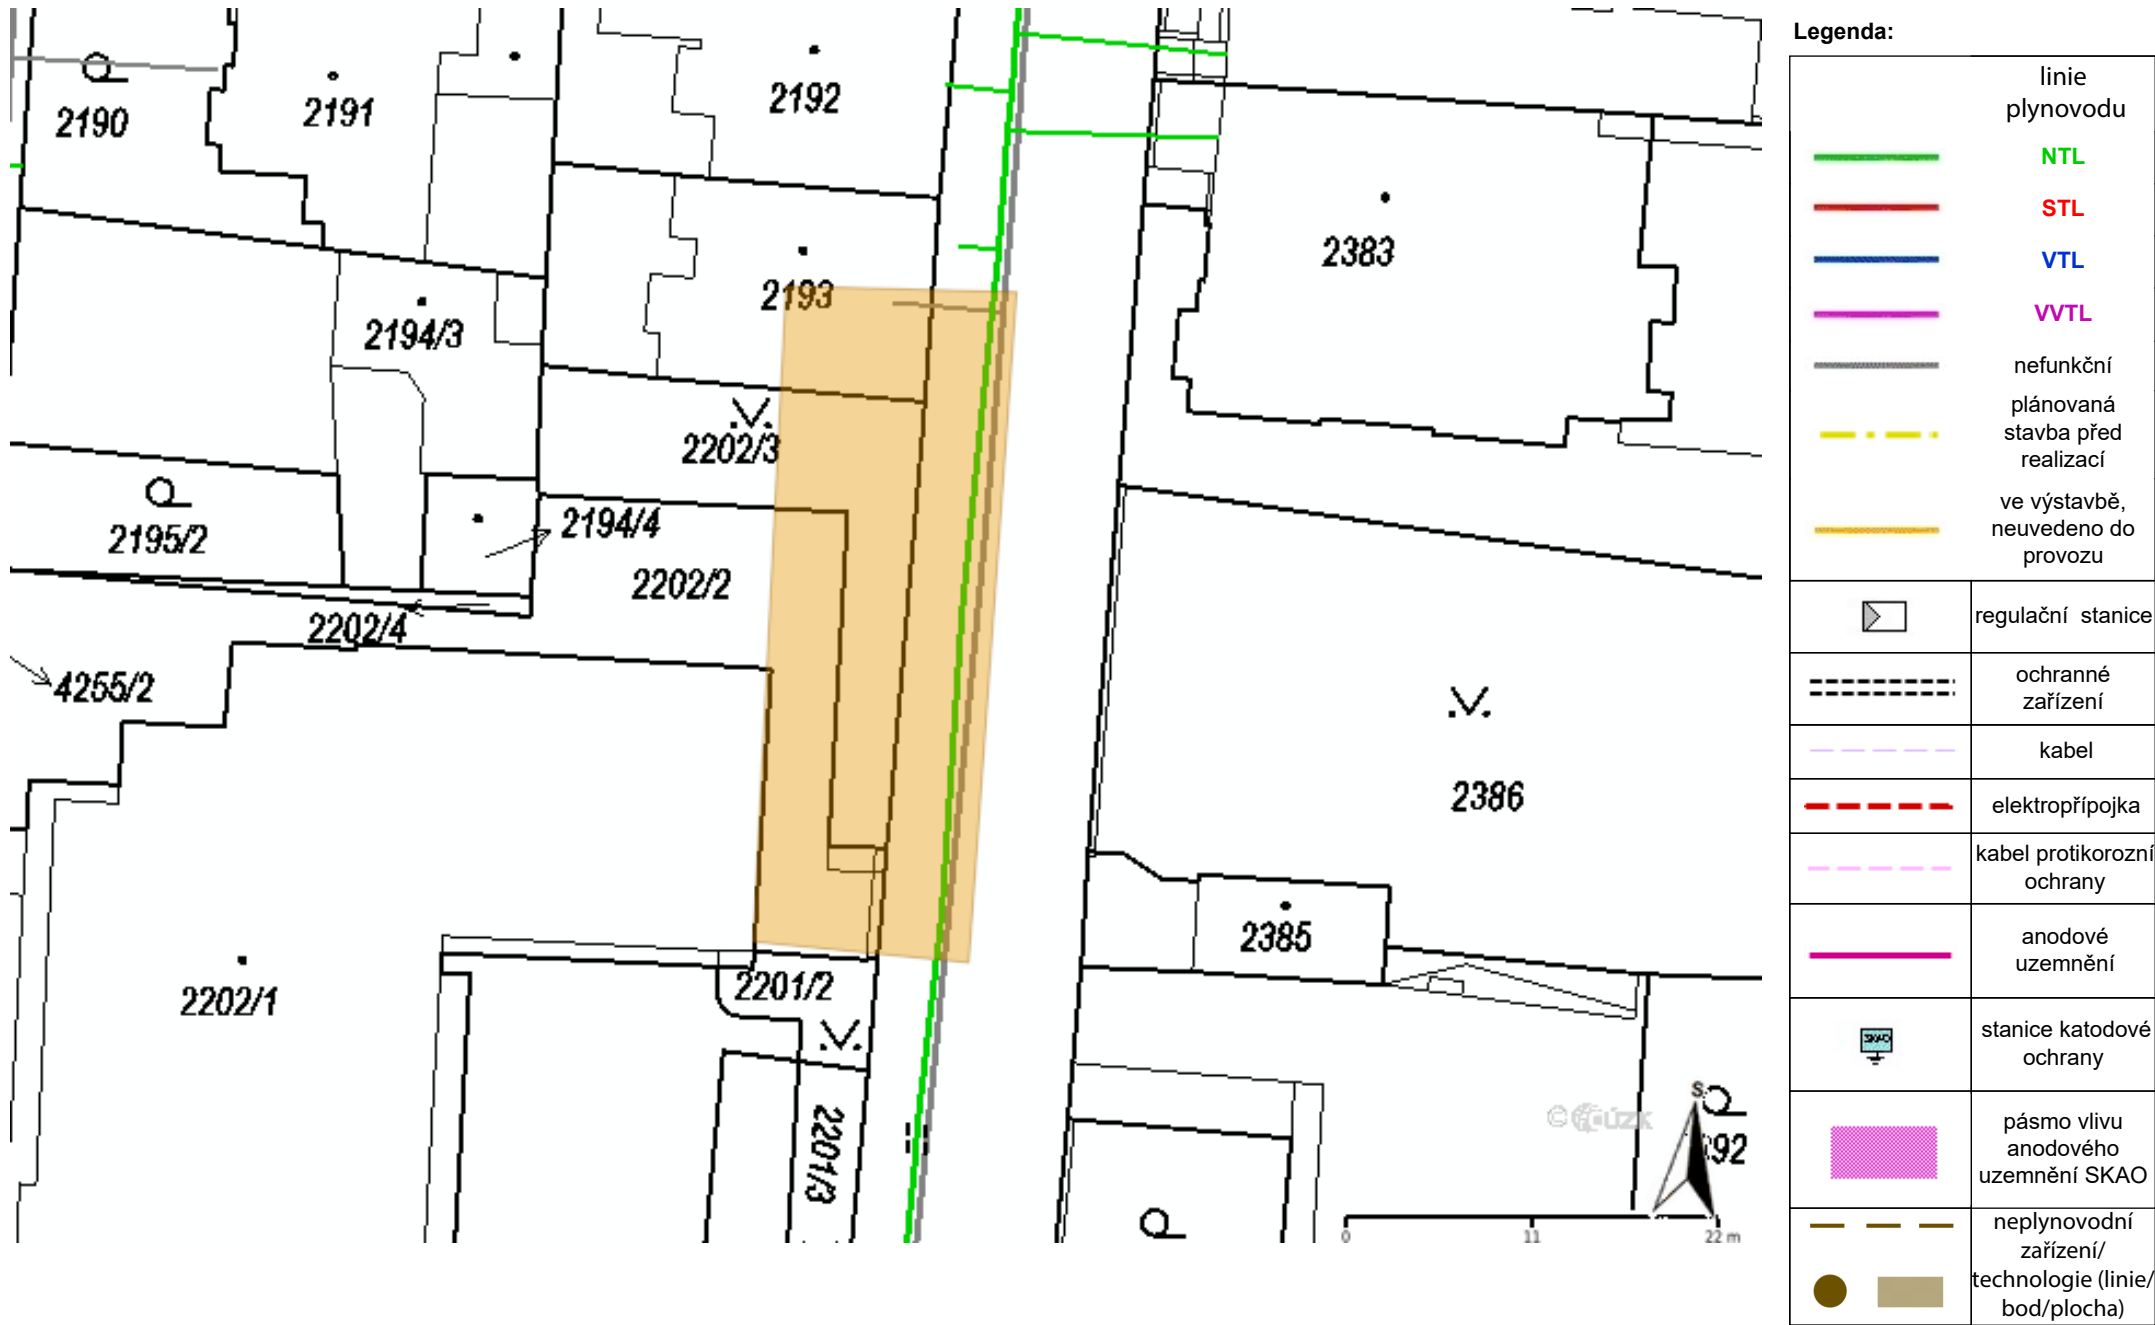 2190
2191
2192
2193
2194/3
2202/3
2383
2195/2
2194/4
2202/2
2202/4
4255/2
2386
2385
2202/1
2201/2
2201/3
©ČÚZK
S
92
0
11
22 m
Legenda:
linie
plynovodu
NTL
STL
VTL
VVTL
nefunkční
plánovaná
stavba před
realizací
ve výstavbě,
neuvedeno do
provozu
regulační stanice
ochranné
zařízení
kabel
elektropřípojka
kabel protikorozní
ochrany
anodové
uzemnění
SKAO
stanice katodové
ochrany
pásmo vlivu
anodového
uzemnění SKAO
neplynovodní
zařízení/
technologie (linie/
bod/plocha)